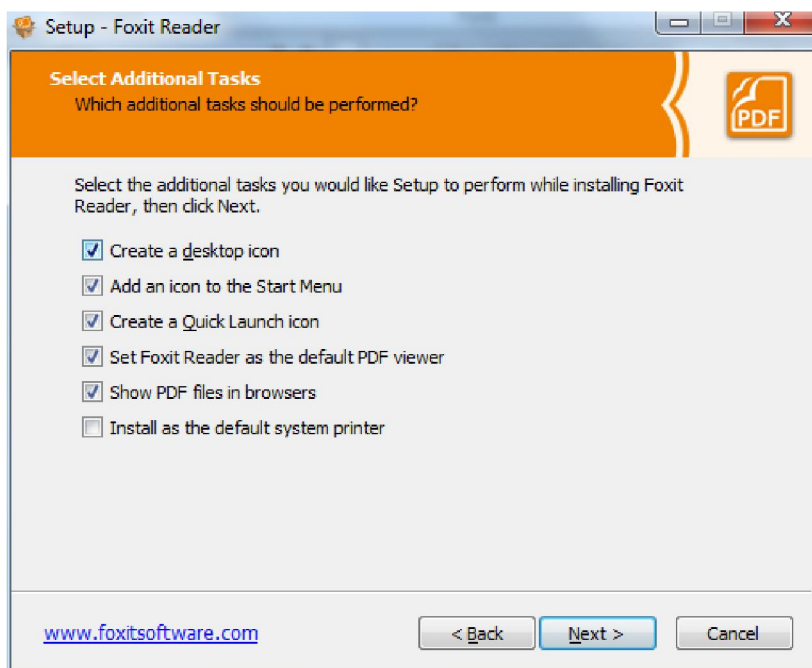 Setup - Foxit Reader
Select Additional Tasks
Which additional tasks should be performed?
PDF
Select the additional tasks you would like Setup to perform while installing Foxit
Reader, then click Next.
Create a desktop icon
Add an icon to the Start Menu
Create a Quick Launch icon
Set Foxit Reader as the default PDF viewer
Show PDF files in browsers
Install as the default system printer
www.foxitsoftware.com
< Back
Next >
Cancel